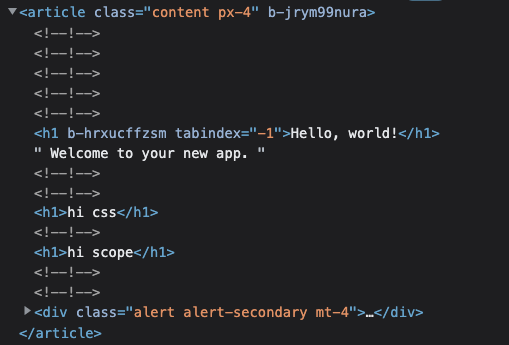 ▼<article class="content px-4" b-jrym99nura>
<!--!-->
<!--!-->
<!--!-->
<!--!-->
<!--!-->
<h1 b-hrxucffzsm tabindex="-1">Hello, world!</h1>
" Welcome to your new app. "
<!--!-->
<!--!-->
<h1>hi css</h1>
<!--!-->
<h1>hi scope</h1>
<!--!-->
<!--!-->
▶<div class="alert alert-secondary mt-4">…</div>
</article>